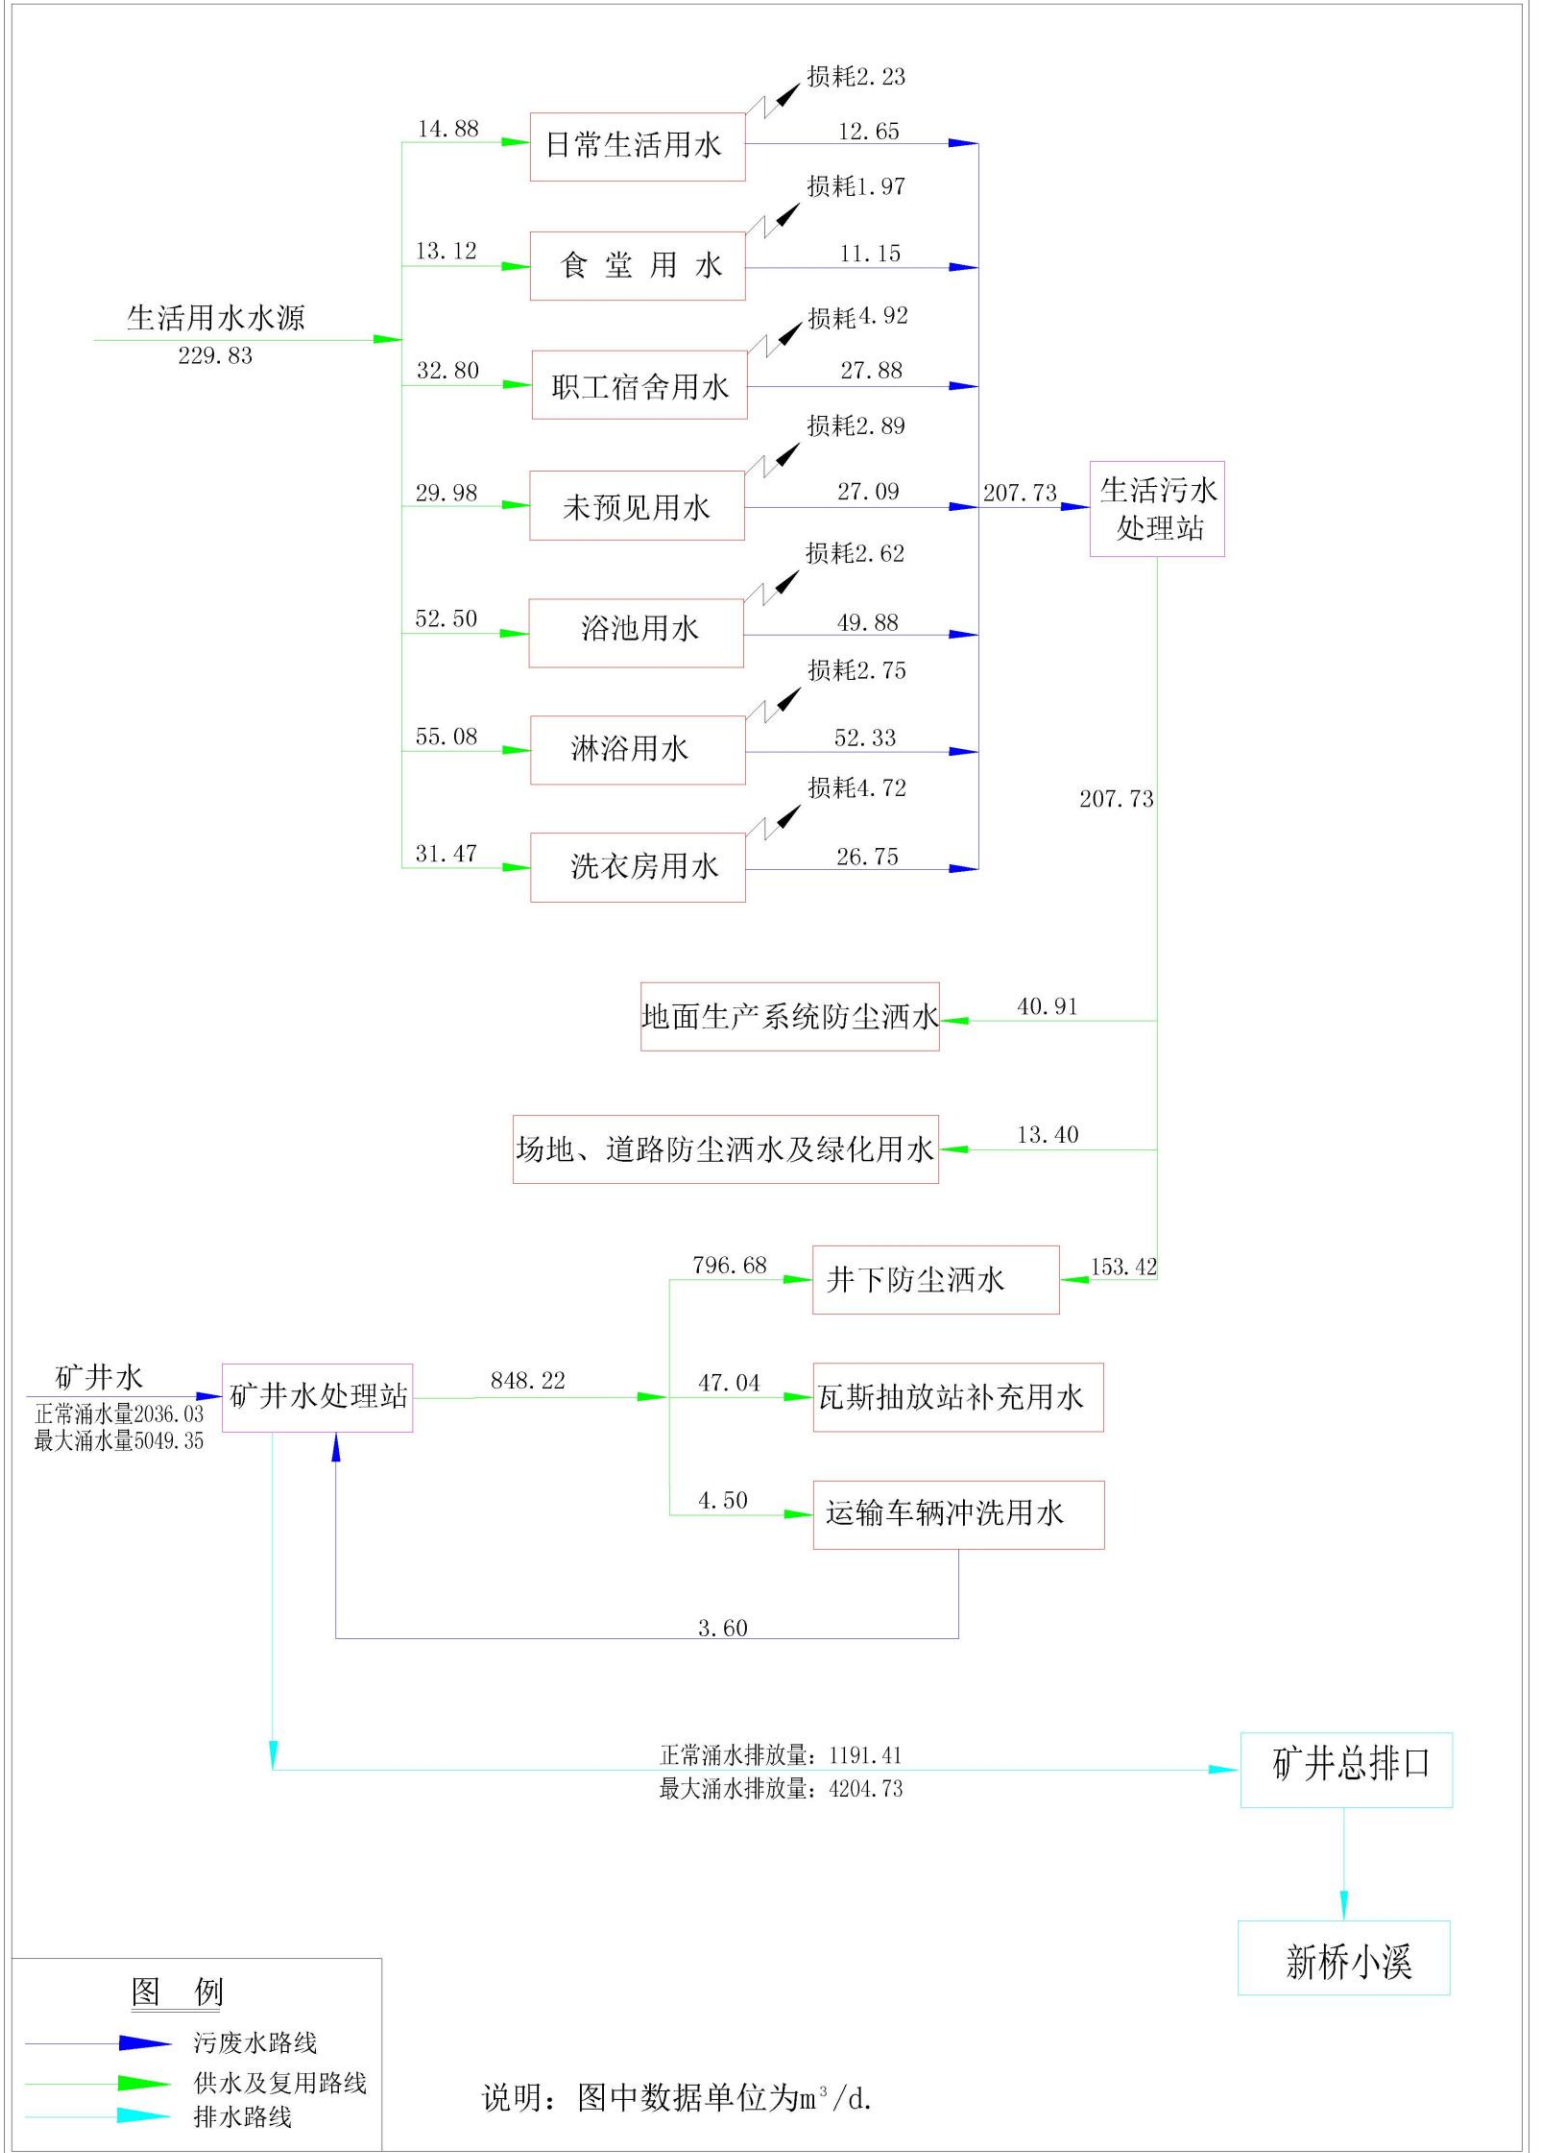 损耗2.23
14.88
日常生活用水
12.65
损耗1.97
13.12
食堂用水
11.15
生活用水水源
229.83
损耗4.92
32.80
职工宿舍用水
27.88
损耗2.89
29.98
未预见用水
27.09
207.73
生活污水
处理站
损耗2.62
52.50
浴池用水
49.88
损耗2.75
55.08
淋浴用水
52.33
损耗4.72
31.47
洗衣房用水
26.75
207.73
地面生产系统防尘洒水
40.91
场地、道路防尘洒水及绿化用水
13.40
796.68
井下防尘洒水
153.42
矿井水
正常涌水量2036.03
最大涌水量5049.35
矿井水处理站
848.22
47.04
瓦斯抽放站补充用水
4.50
运输车辆冲洗用水
3.60
正常涌水排放量：1191.41
最大涌水排放量：4204.73
矿井总排口
新桥小溪
图 例
污废水路线
供水及复用路线
排水路线
说明：图中数据单位为m³/d.